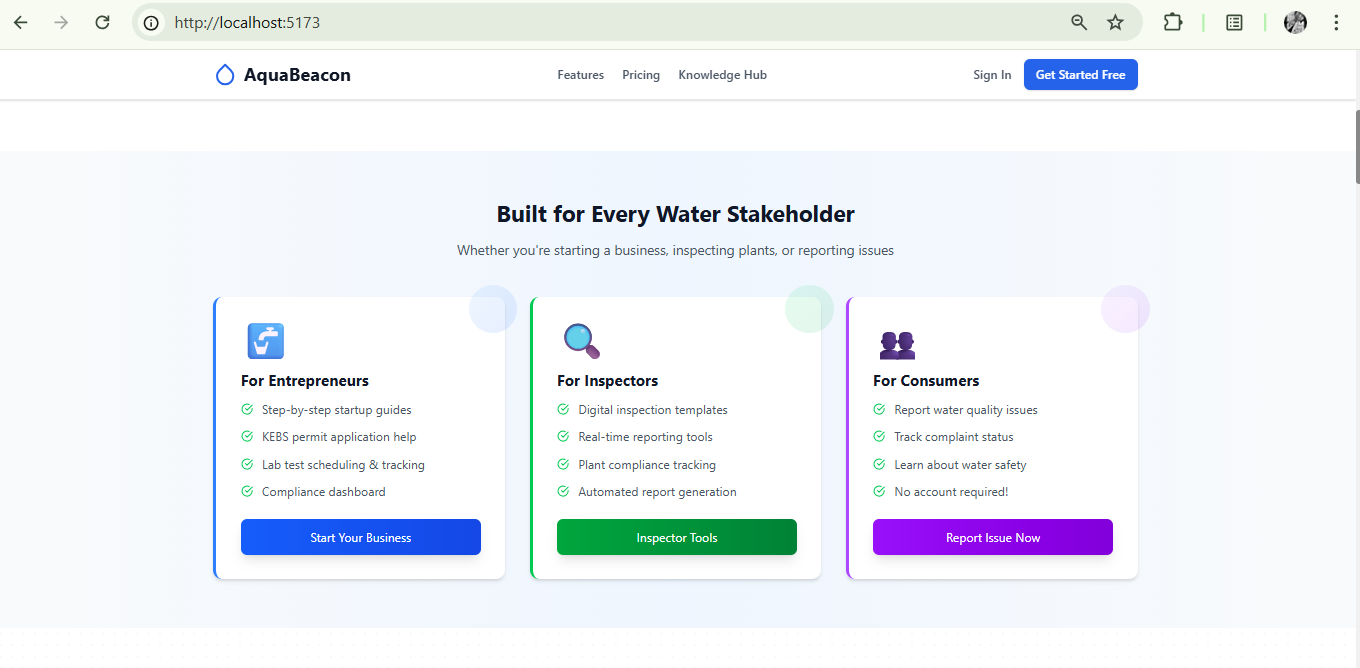 http://localhost:5173
AquaBeacon
Features
Pricing
Knowledge Hub
Sign In
Get Started Free
Built for Every Water Stakeholder
Whether you're starting a business, inspecting plants, or reporting issues
For Entrepreneurs
Step-by-step startup guides
KEBS permit application help
Lab test scheduling & tracking
Compliance dashboard
Start Your Business
For Inspectors
Digital inspection templates
Real-time reporting tools
Plant compliance tracking
Automated report generation
Inspector Tools
For Consumers
Report water quality issues
Track complaint status
Learn about water safety
No account required!
Report Issue Now